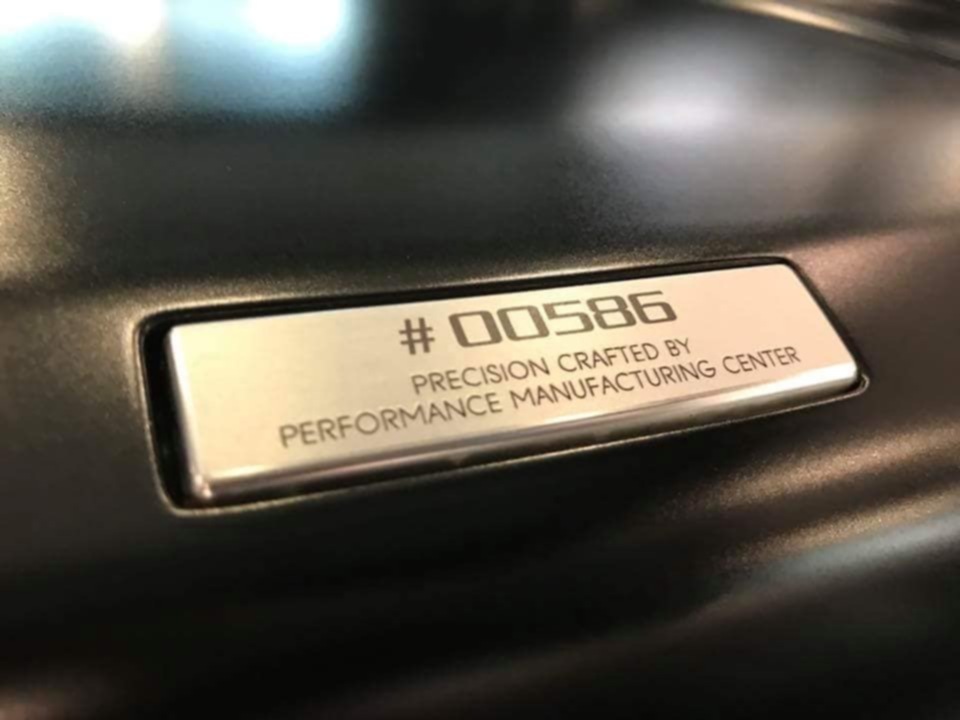 # 00586
PRECISION CRAFTED BY
PERFORMANCE MANUFACTURING CENTER